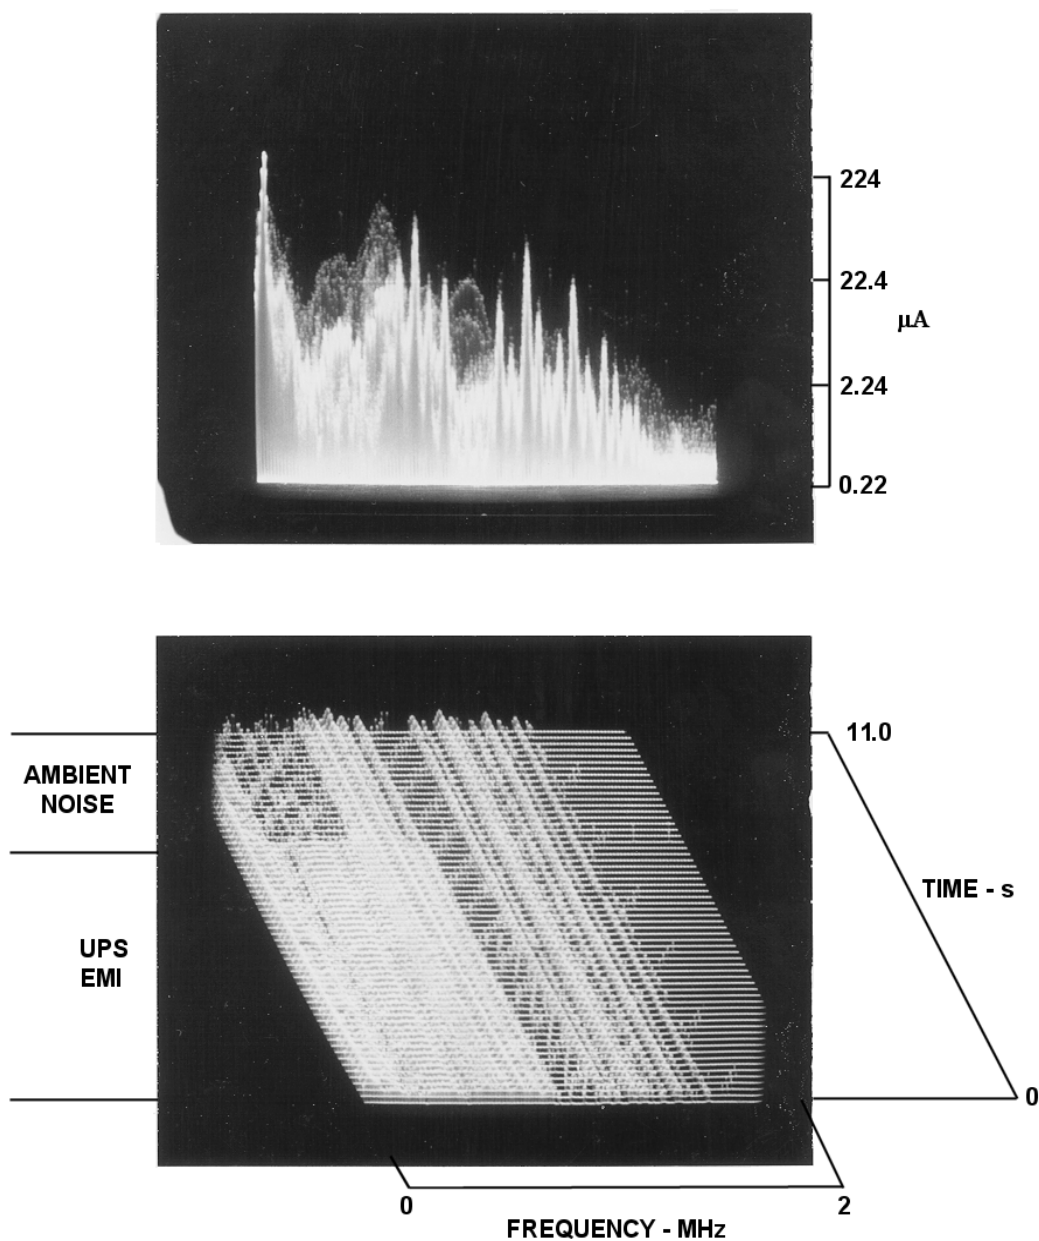 224
22.4
µA
2.24
0.22
11.0
AMBIENT
NOISE
TIME - s
UPS
EMI
0
0
2
FREQUENCY - MHz